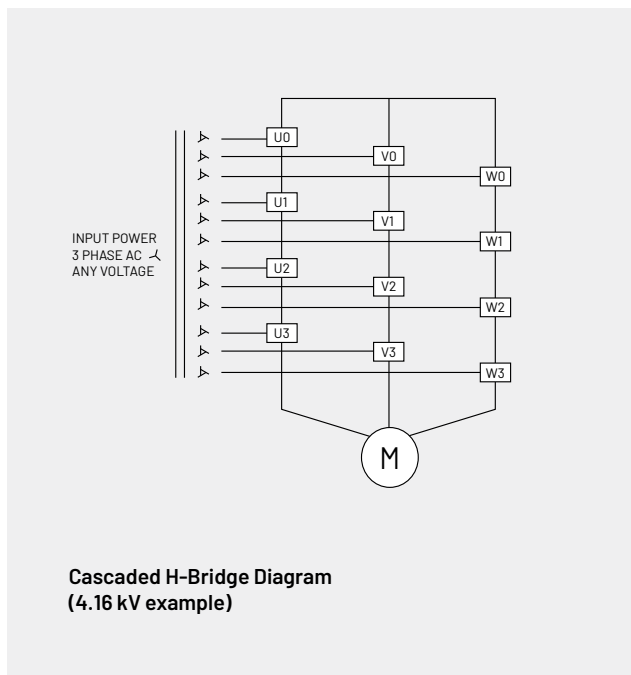 U0
V0
W0
U1
V1
INPUT POWER
3 PHASE AC
ANY VOLTAGE
W1
U2
V2
W2
U3
V3
W3
M
Cascaded H-Bridge Diagram
(4.16 kV example)